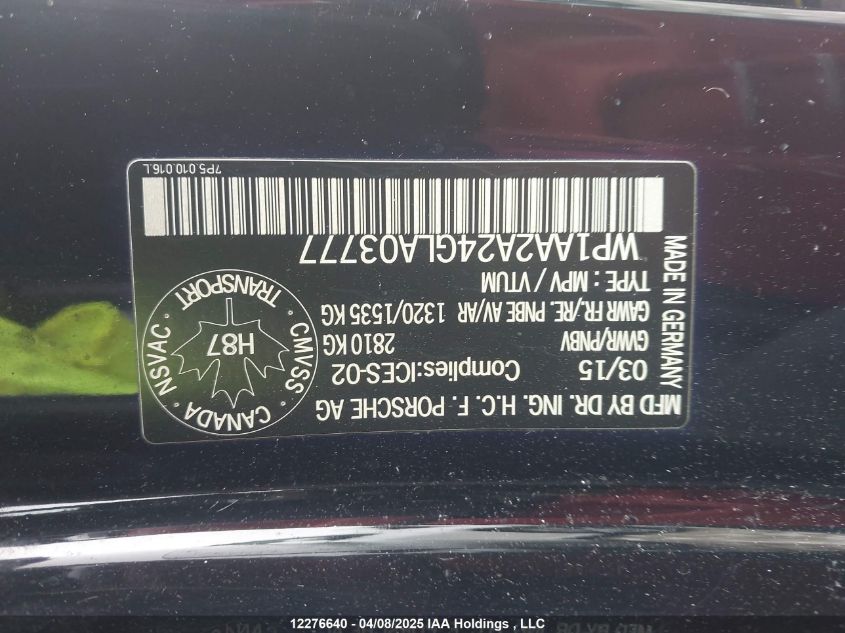 MFD BY DR. ING. H. C. F. PORSCHE AG
03/15 Complies:ICES-02
GWR/PNBV 2810 KG
GAWR FR./RE. PNBE AV/AR 1320/1535 KG
TYPE : MPV / VTUM
WP1AA2A24GLA03777
MADE IN GERMANY
CANADA
NSVAC · TRANSPORT · CMVSS
H87
7P5.010.016.L
12276640 - 04/08/2025 IAA Holdings , LLC